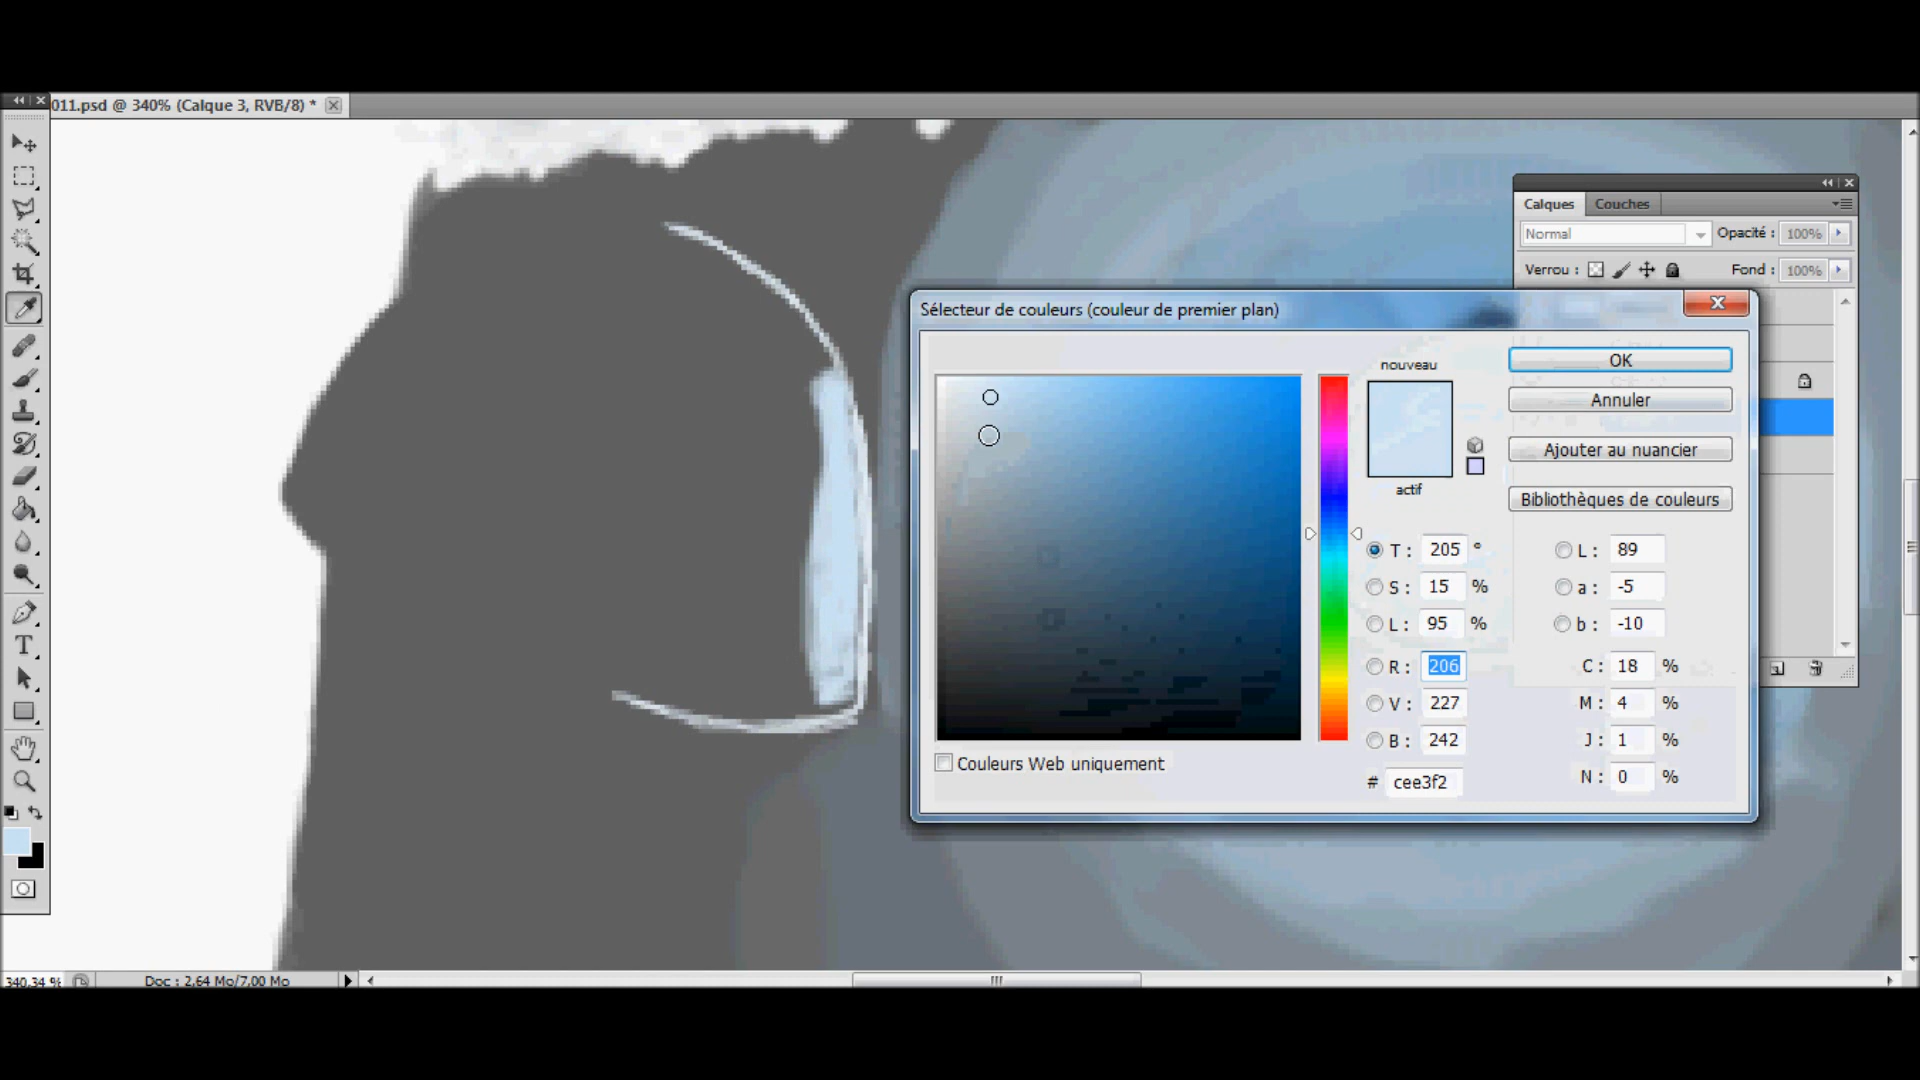 011.psd @ 340% (Calque 3, RVB/8) *
Calques Couches
Normal Opacité : 100%
Verrou : Fond : 100%
Sélecteur de couleurs (couleur de premier plan)
nouveau
OK
Annuler
Ajouter au nuancier
actif
Bibliothèques de couleurs
T : 205 ° L : 89
S : 15 % a : -5
L : 95 % b : -10
R : 206 C : 18 %
V : 227 M : 4 %
B : 242 J : 1 %
Couleurs Web uniquement
# cee3f2 N : 0 %
T
340,34 % Doc : 2,64 Mo/7,00 Mo